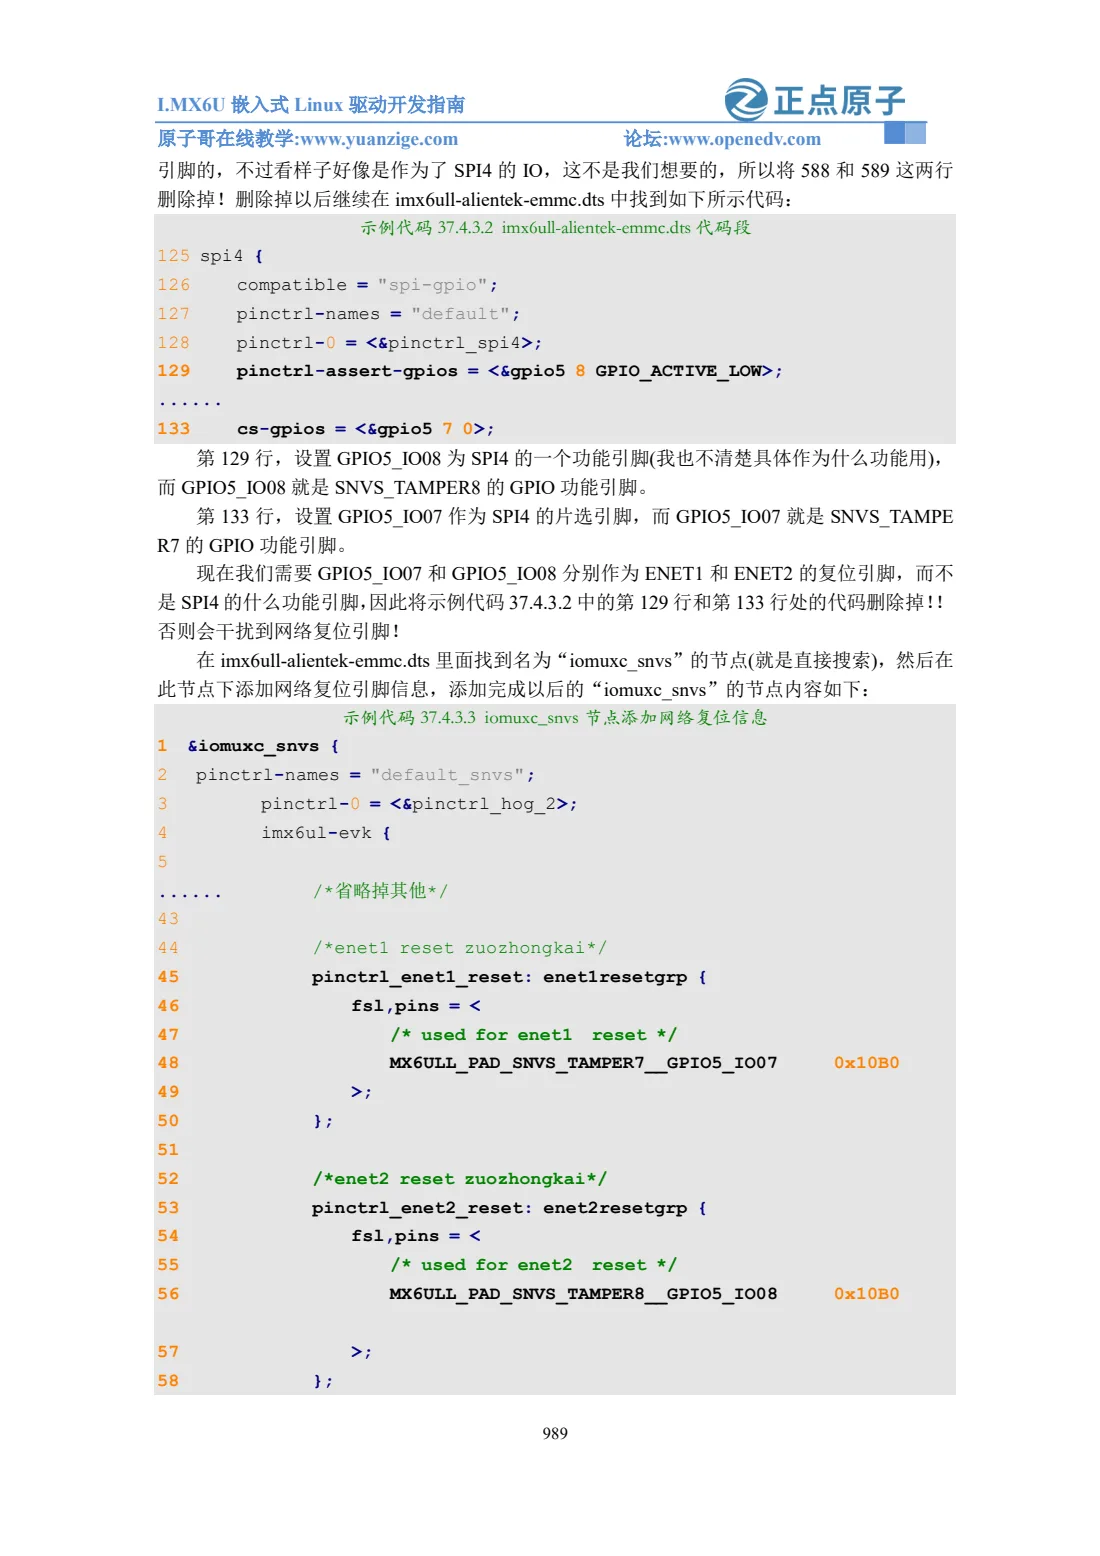 I.MX6U 嵌入式 Linux 驱动开发指南
正点原子
原子哥在线教学:www.yuanzige.com 论坛:www.openedv.com
引脚的，不过看样子好像是作为了 SPI4 的 IO，这不是我们想要的，所以将 588 和 589 这两行
删除掉！删除掉以后继续在 imx6ull-alientek-emmc.dts 中找到如下所示代码：
示例代码 37.4.3.2 imx6ull-alientek-emmc.dts 代码段
125 spi4 {
126 compatible = "spi-gpio";
127 pinctrl-names = "default";
128 pinctrl-0 = <&pinctrl_spi4>;
129 pinctrl-assert-gpios = <&gpio5 8 GPIO_ACTIVE_LOW>;
......
133 cs-gpios = <&gpio5 7 0>;
第 129 行，设置 GPIO5_IO08 为 SPI4 的一个功能引脚(我也不清楚具体作为什么功能用)，
而 GPIO5_IO08 就是 SNVS_TAMPER8 的 GPIO 功能引脚。
第 133 行，设置 GPIO5_IO07 作为 SPI4 的片选引脚，而 GPIO5_IO07 就是 SNVS_TAMPE
R7 的 GPIO 功能引脚。
现在我们需要 GPIO5_IO07 和 GPIO5_IO08 分别作为 ENET1 和 ENET2 的复位引脚，而不
是 SPI4 的什么功能引脚，因此将示例代码 37.4.3.2 中的第 129 行和第 133 行处的代码删除掉！！
否则会干扰到网络复位引脚！
在 imx6ull-alientek-emmc.dts 里面找到名为“iomuxc_snvs”的节点(就是直接搜索)，然后在
此节点下添加网络复位引脚信息，添加完成以后的“iomuxc_snvs”的节点内容如下：
示例代码 37.4.3.3 iomuxc_snvs 节点添加网络复位信息
1 &iomuxc_snvs {
2 pinctrl-names = "default_snvs";
3 pinctrl-0 = <&pinctrl_hog_2>;
4 imx6ul-evk {
5
...... /*省略掉其他*/
43
44 /*enet1 reset zuozhongkai*/
45 pinctrl_enet1_reset: enet1resetgrp {
46 fsl,pins = <
47 /* used for enet1 reset */
48 MX6ULL_PAD_SNVS_TAMPER7__GPIO5_IO07 0x10B0
49 >;
50 };
51
52 /*enet2 reset zuozhongkai*/
53 pinctrl_enet2_reset: enet2resetgrp {
54 fsl,pins = <
55 /* used for enet2 reset */
56 MX6ULL_PAD_SNVS_TAMPER8__GPIO5_IO08 0x10B0
57 >;
58 };
989